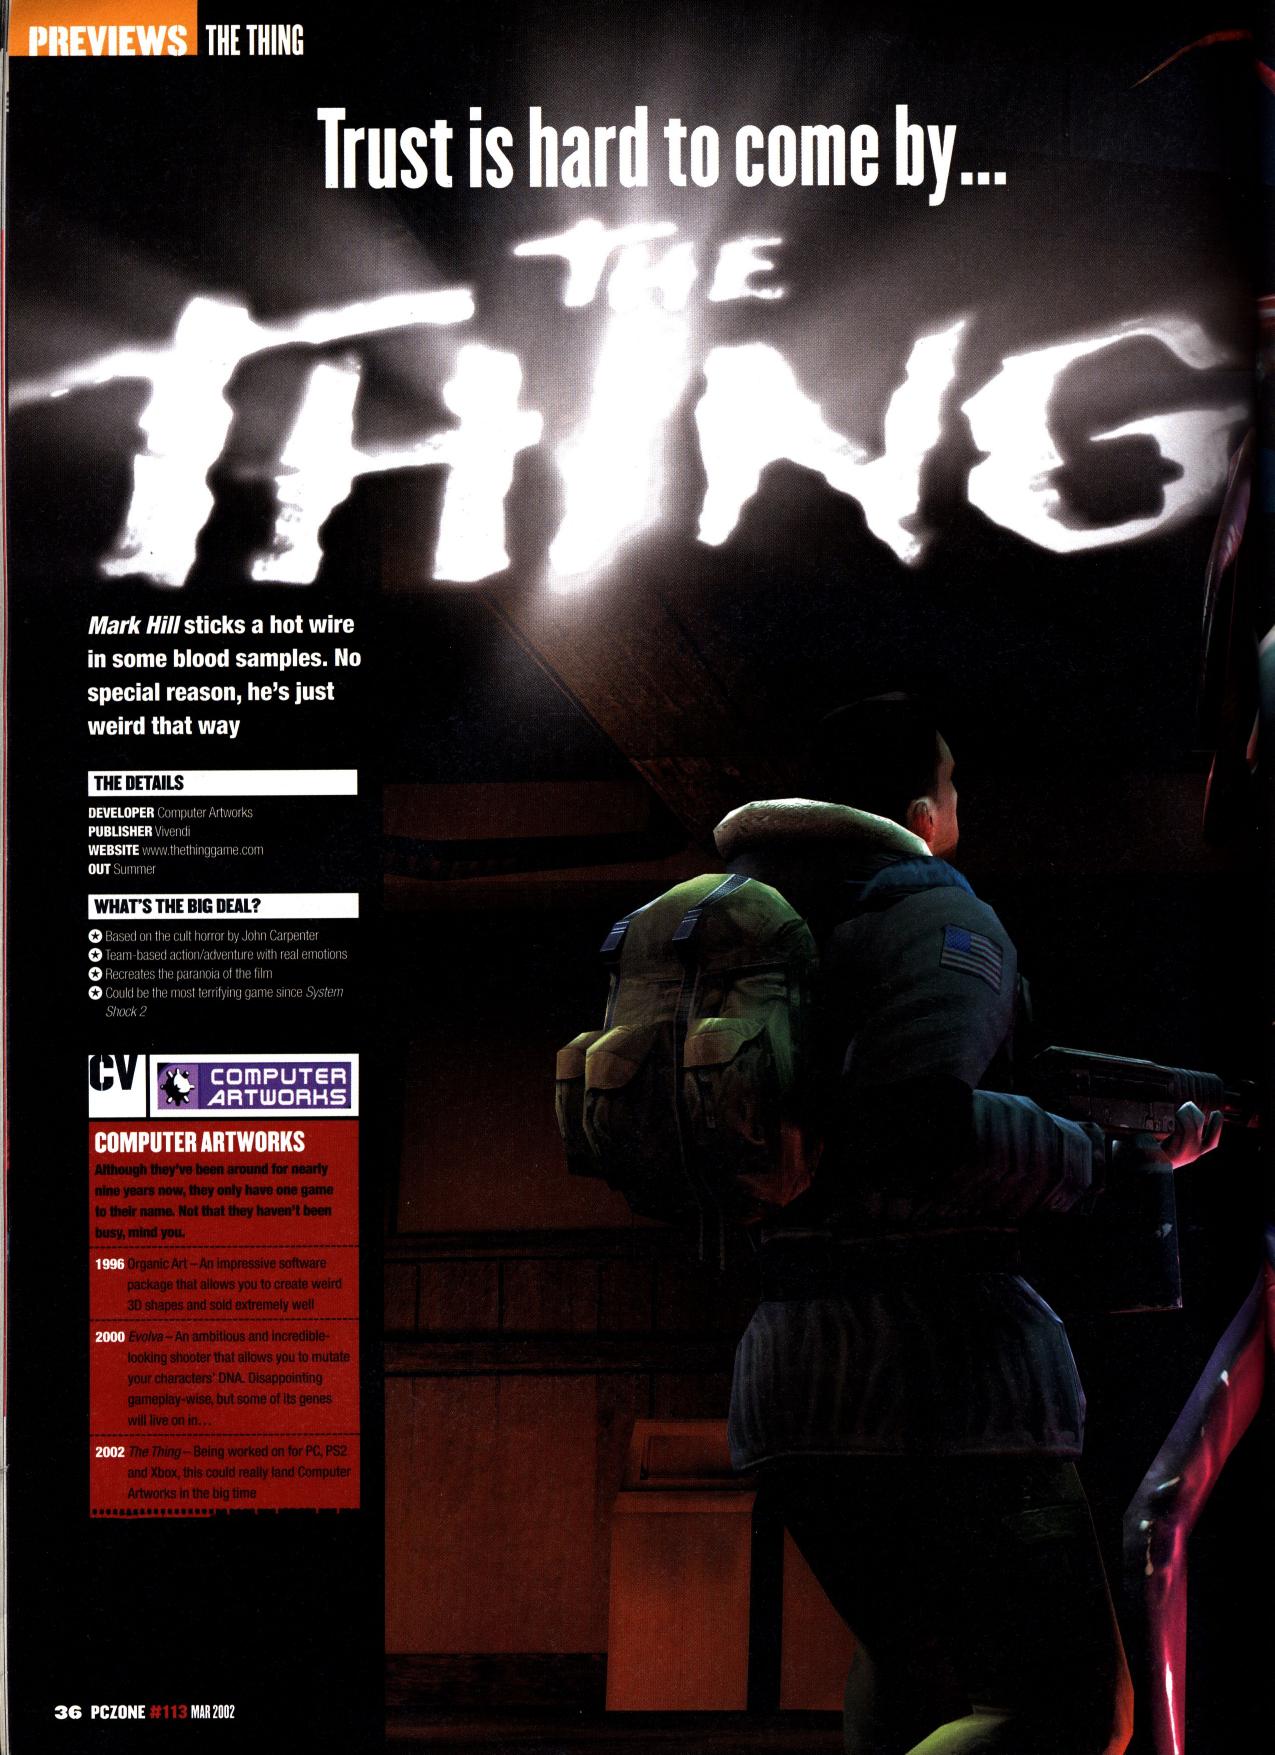 PREVIEWS THE THING
Trust is hard to come by...
THE
THING
Mark Hill sticks a hot wire
in some blood samples. No
special reason, he's just
weird that way
THE DETAILS
DEVELOPER Computer Artworks
PUBLISHER Vivendi
WEBSITE www.thethinggame.com
OUT Summer
WHAT'S THE BIG DEAL?
Based on the cult horror by John Carpenter
Team-based action/adventure with real emotions
Recreates the paranoia of the film
Could be the most terrifying game since System
Shock 2
CV
COMPUTER
ARTWORKS
COMPUTER ARTWORKS
Although they've been around for nearly
nine years now, they only have one game
to their name. Not that they haven't been
busy, mind you.
1996 Organic Art – An impressive software
package that allows you to create weird
3D shapes and sold extremely well
2000 Evolva – An ambitious and incredible-
looking shooter that allows you to mutate
your characters' DNA. Disappointing
gameplay-wise, but some of its genes
will live on in...
2002 The Thing – Being worked on for PC, PS2
and Xbox, this could really land Computer
Artworks in the big time
36 PCZONE #113 MAR 2002